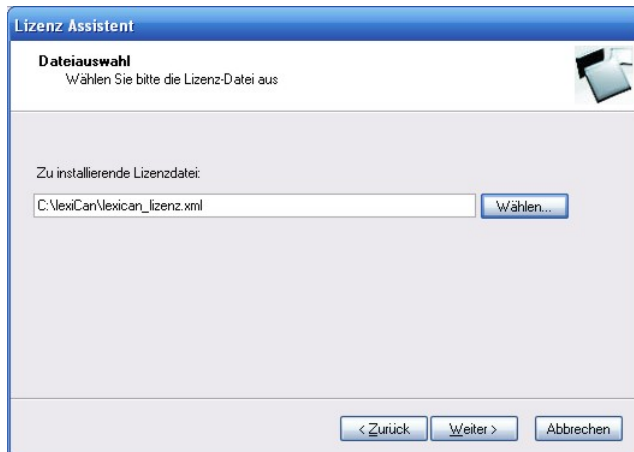 Lizenz Assistent
Dateiauswahl
Wählen Sie bitte die Lizenz-Datei aus
Zu installierende Lizenzdatei:
C:\lexiCan\lexican_lizenz.xml
Wählen...
< Zurück
Weiter >
Abbrechen